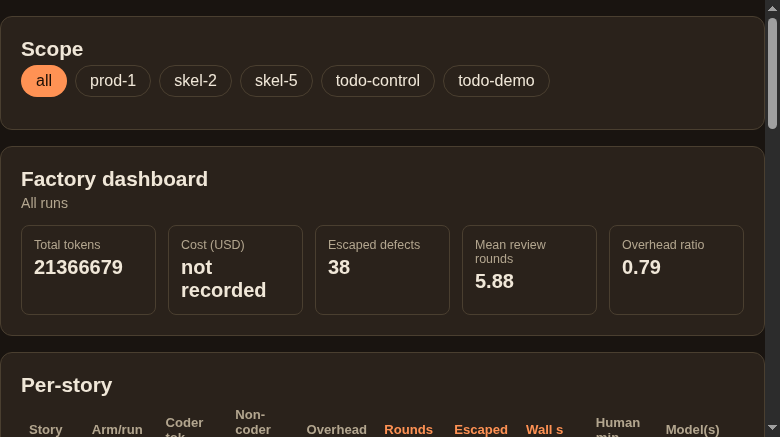 Scope
all prod-1 skel-2 skel-5 todo-control todo-demo
Factory dashboard
All runs
Total tokens
21366679
Cost (USD)
not
recorded
Escaped defects
38
Mean review
rounds
5.88
Overhead ratio
0.79
Per-story
Story Arm/run Coder tok Non-coder Overhead Rounds Escaped Wall s Human min Model(s)